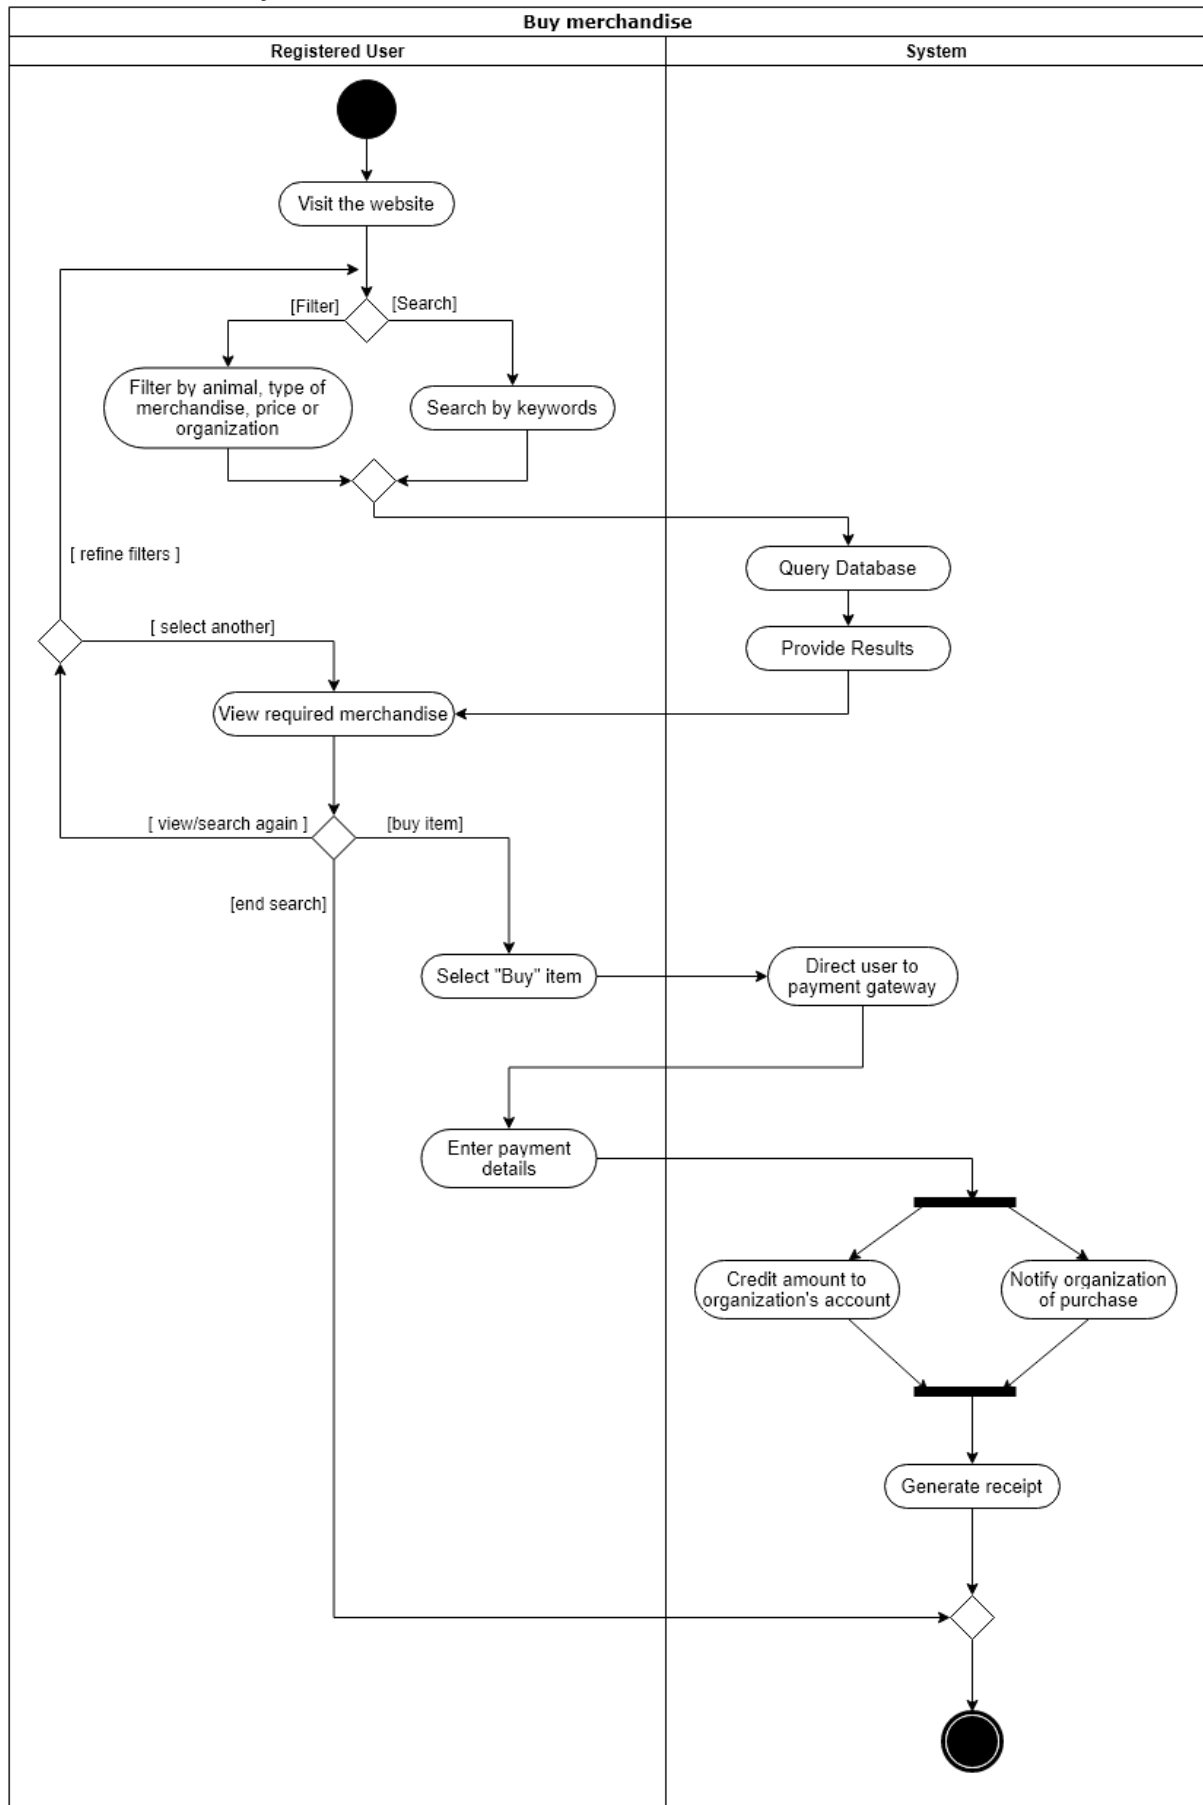 Buy merchandise
Registered User
System
Visit the website
[Filter]
[Search]
Filter by animal, type of
merchandise, price or
organization
Search by keywords
[ refine filters ]
Query Database
[ select another]
Provide Results
View required merchandise
[ view/search again ]
[buy item]
[end search]
Select "Buy" item
Direct user to
payment gateway
Enter payment
details
Credit amount to
organization's account
Notify organization
of purchase
Generate receipt